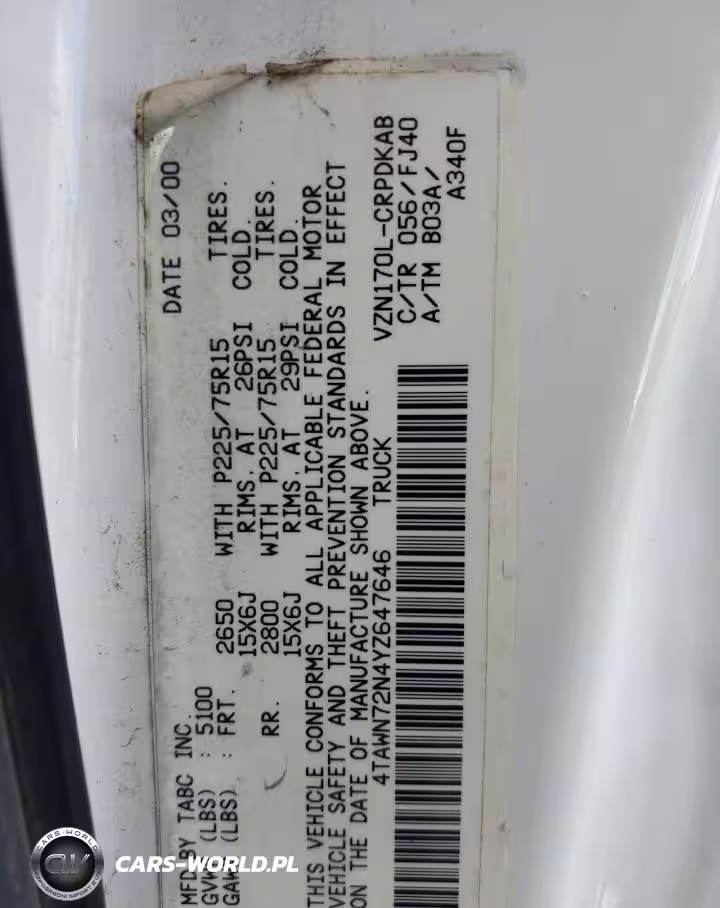 MFD BY TABC INC. DATE 03/00
GVWR (LBS) : 5100
GAWR (LBS) : FRT. 2650 WITH P225/75R15 TIRES.
15X6J RIMS, AT 26PSI COLD.
RR. 2800 WITH P225/75R15 TIRES.
15X6J RIMS, AT 29PSI COLD.
THIS VEHICLE CONFORMS TO ALL APPLICABLE FEDERAL MOTOR
VEHICLE SAFETY AND THEFT PREVENTION STANDARDS IN EFFECT
ON THE DATE OF MANUFACTURE SHOWN ABOVE.
4TAWN72N4YZ647646 TRUCK
VZN170L-CRPDKAB
C/TR 056/FJ40
A/TM B03A/
A340F
CARS-WORLD.PL